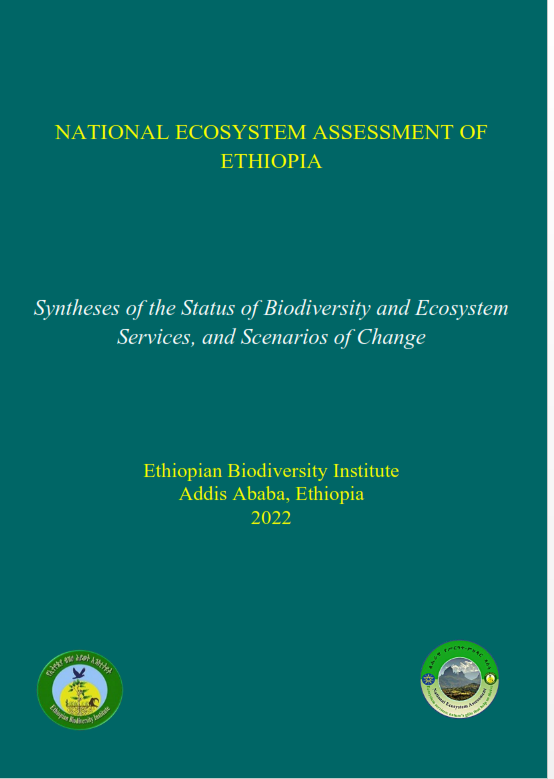 NATIONAL ECOSYSTEM ASSESSMENT OF
ETHIOPIA
Syntheses of the Status of Biodiversity and Ecosystem
Services, and Scenarios of Change
Ethiopian Biodiversity Institute
Addis Ababa, Ethiopia
2022
Ethiopian Biodiversity Institute
National Ecosystem Assessment